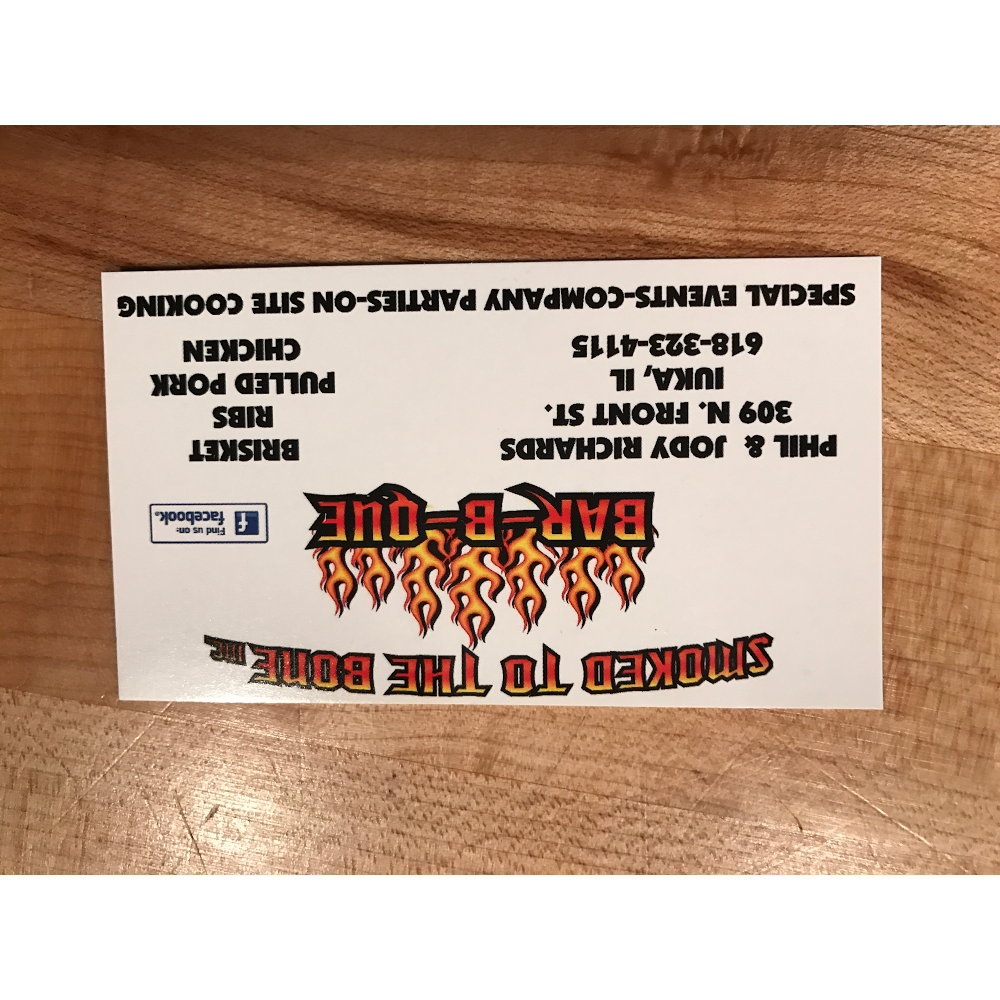 SMOKED TO THE BONE INC
BAR-B-QUE
Find us on:
facebook.
PHIL & JODY RICHARDS
309 N. FRONT ST.
IUKA, IL
618-323-4115
BRISKET
RIBS
PULLED PORK
CHICKEN
SPECIAL EVENTS-COMPANY PARTIES-ON SITE COOKING